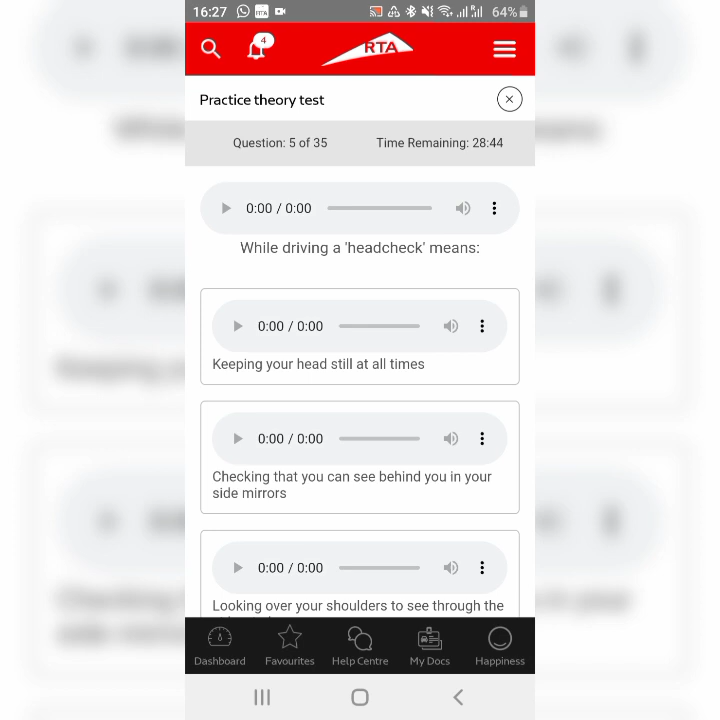 16:27
64%
4
RTA
Practice theory test
Question: 5 of 35
Time Remaining: 28:44
0:00 / 0:00
While driving a 'headcheck' means:
0:00 / 0:00
Keeping your head still at all times
0:00 / 0:00
Checking that you can see behind you in your
side mirrors
0:00 / 0:00
Looking over your shoulders to see through the
Dashboard
Favourites
Help Centre
My Docs
Happiness